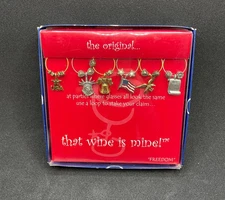 the original...
at parties where glasses all look the same
use a loop to stake your claim...
that wine is mine!™
"FREEDOM"